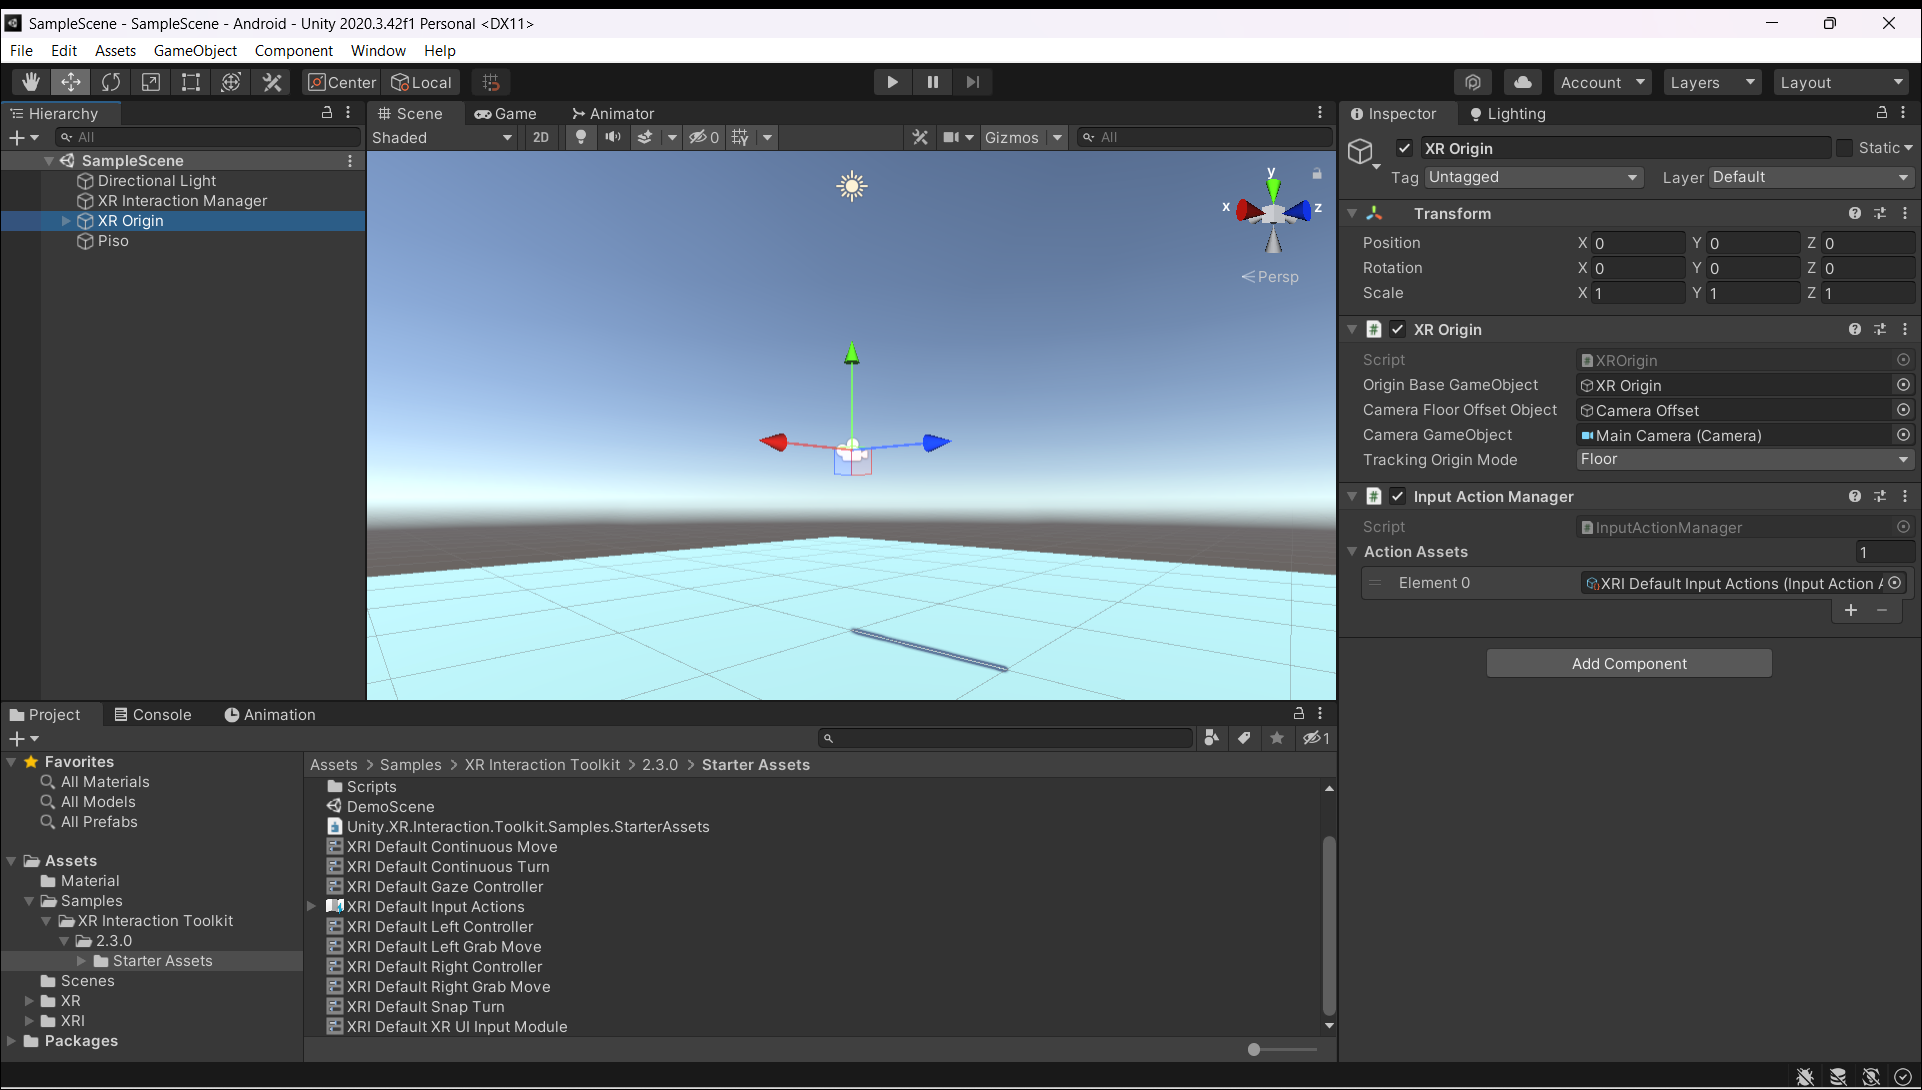 SampleScene - SampleScene - Android - Unity 2020.3.42f1 Personal <DX11>
File Edit Assets GameObject Component Window Help
Center Local Account Layers Layout
Hierarchy
All
SampleScene
Directional Light
XR Interaction Manager
XR Origin
Piso
Scene Game Animator
Shaded 2D 0 Gizmos All
y
x z
Persp
Inspector Lighting
XR Origin Static
Tag Untagged Layer Default
Transform
Position X 0 Y 0 Z 0
Rotation X 0 Y 0 Z 0
Scale X 1 Y 1 Z 1
XR Origin
Script XROrigin
Origin Base GameObject XR Origin
Camera Floor Offset Object Camera Offset
Camera GameObject Main Camera (Camera)
Tracking Origin Mode Floor
Input Action Manager
Script InputActionManager
Action Assets 1
Element 0 XRI Default Input Actions (Input Action A
Add Component
Project Console Animation
1
Favorites
All Materials
All Models
All Prefabs
Assets
Material
Samples
XR Interaction Toolkit
2.3.0
Starter Assets
Scenes
XR
XRI
Packages
Assets > Samples > XR Interaction Toolkit > 2.3.0 > Starter Assets
Scripts
DemoScene
Unity.XR.Interaction.Toolkit.Samples.StarterAssets
XRI Default Continuous Move
XRI Default Continuous Turn
XRI Default Gaze Controller
XRI Default Input Actions
XRI Default Left Controller
XRI Default Left Grab Move
XRI Default Right Controller
XRI Default Right Grab Move
XRI Default Snap Turn
XRI Default XR UI Input Module